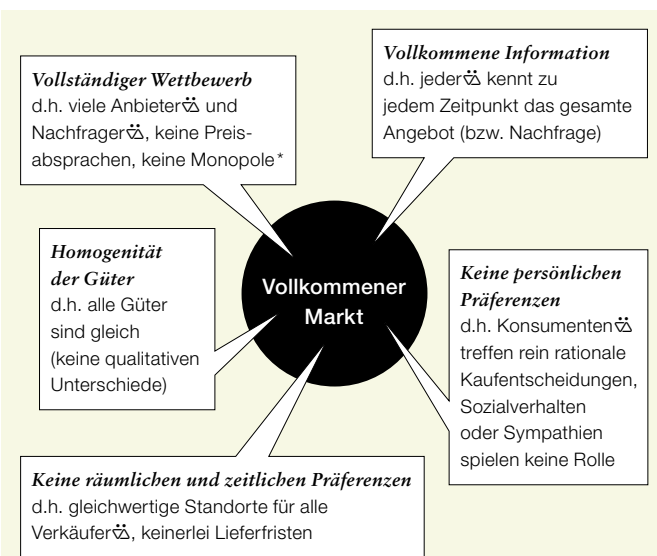 Vollständiger Wettbewerb
d.h. viele Anbieter und
Nachfrager, keine Preis-
absprachen, keine Monopole*
Vollkommene Information
d.h. jeder kennt zu
jedem Zeitpunkt das gesamte
Angebot (bzw. Nachfrage)
Homogenität
der Güter
d.h. alle Güter
sind gleich
(keine qualitativen
Unterschiede)
Vollkommener
Markt
Keine persönlichen
Präferenzen
d.h. Konsumenten
treffen rein rationale
Kaufentscheidungen,
Sozialverhalten
oder Sympathien
spielen keine Rolle
Keine räumlichen und zeitlichen Präferenzen
d.h. gleichwertige Standorte für alle
Verkäufer, keinerlei Lieferfristen